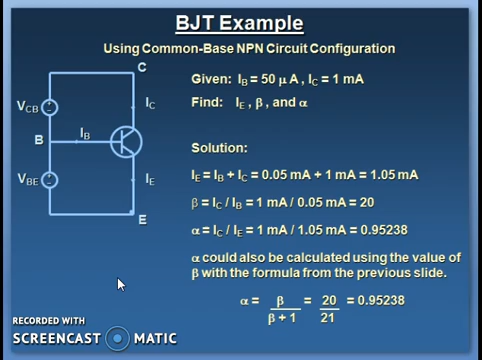 BJT Example
Using Common-Base NPN Circuit Configuration
C
VCB
IC
B
IB
VBE
IE
E
Given: IB = 50 μ A , IC = 1 mA
Find: IE , β , and α
Solution:
IE = IB + IC = 0.05 mA + 1 mA = 1.05 mA
β = IC / IB = 1 mA / 0.05 mA = 20
α = IC / IE = 1 mA / 1.05 mA = 0.95238
α could also be calculated using the value of
β with the formula from the previous slide.
α = β / β + 1 = 20 / 21 = 0.95238
RECORDED WITH
SCREENCAST MATIC